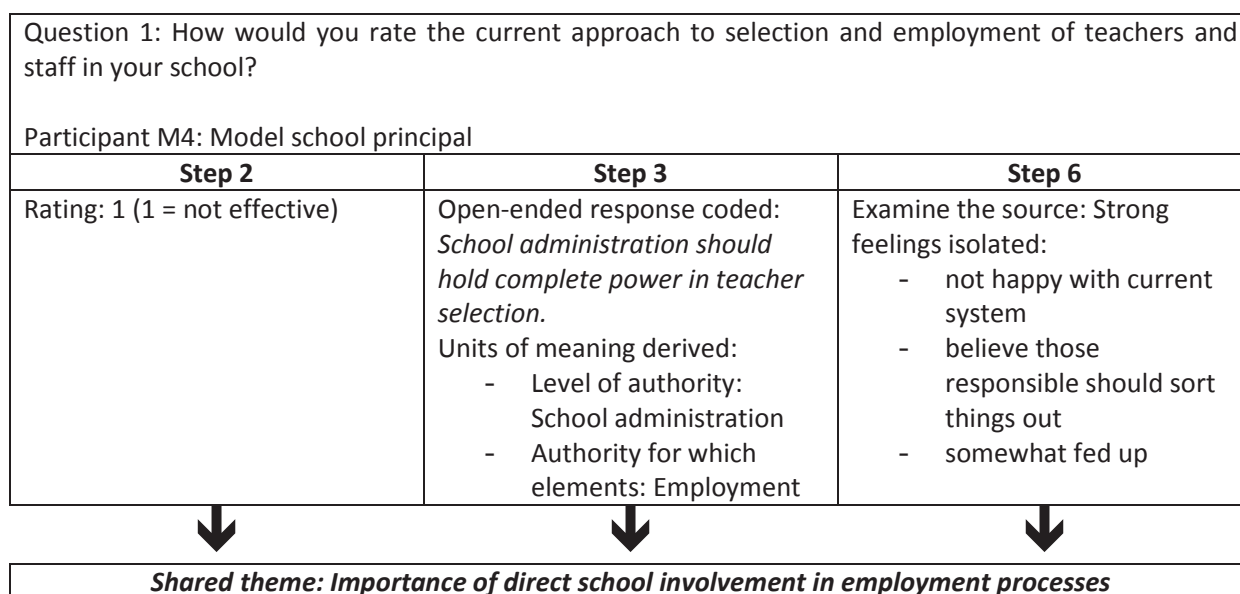 Question 1: How would you rate the current approach to selection and employment of teachers and
staff in your school?
Participant M4: Model school principal
Step 2
Step 3
Step 6
Rating: 1 (1 = not effective)
Open-ended response coded:
School administration should
hold complete power in teacher
selection.
Units of meaning derived:
- Level of authority:
School administration
- Authority for which
elements: Employment
Examine the source: Strong
feelings isolated:
- not happy with current
system
- believe those
responsible should sort
things out
- somewhat fed up
Shared theme: Importance of direct school involvement in employment processes